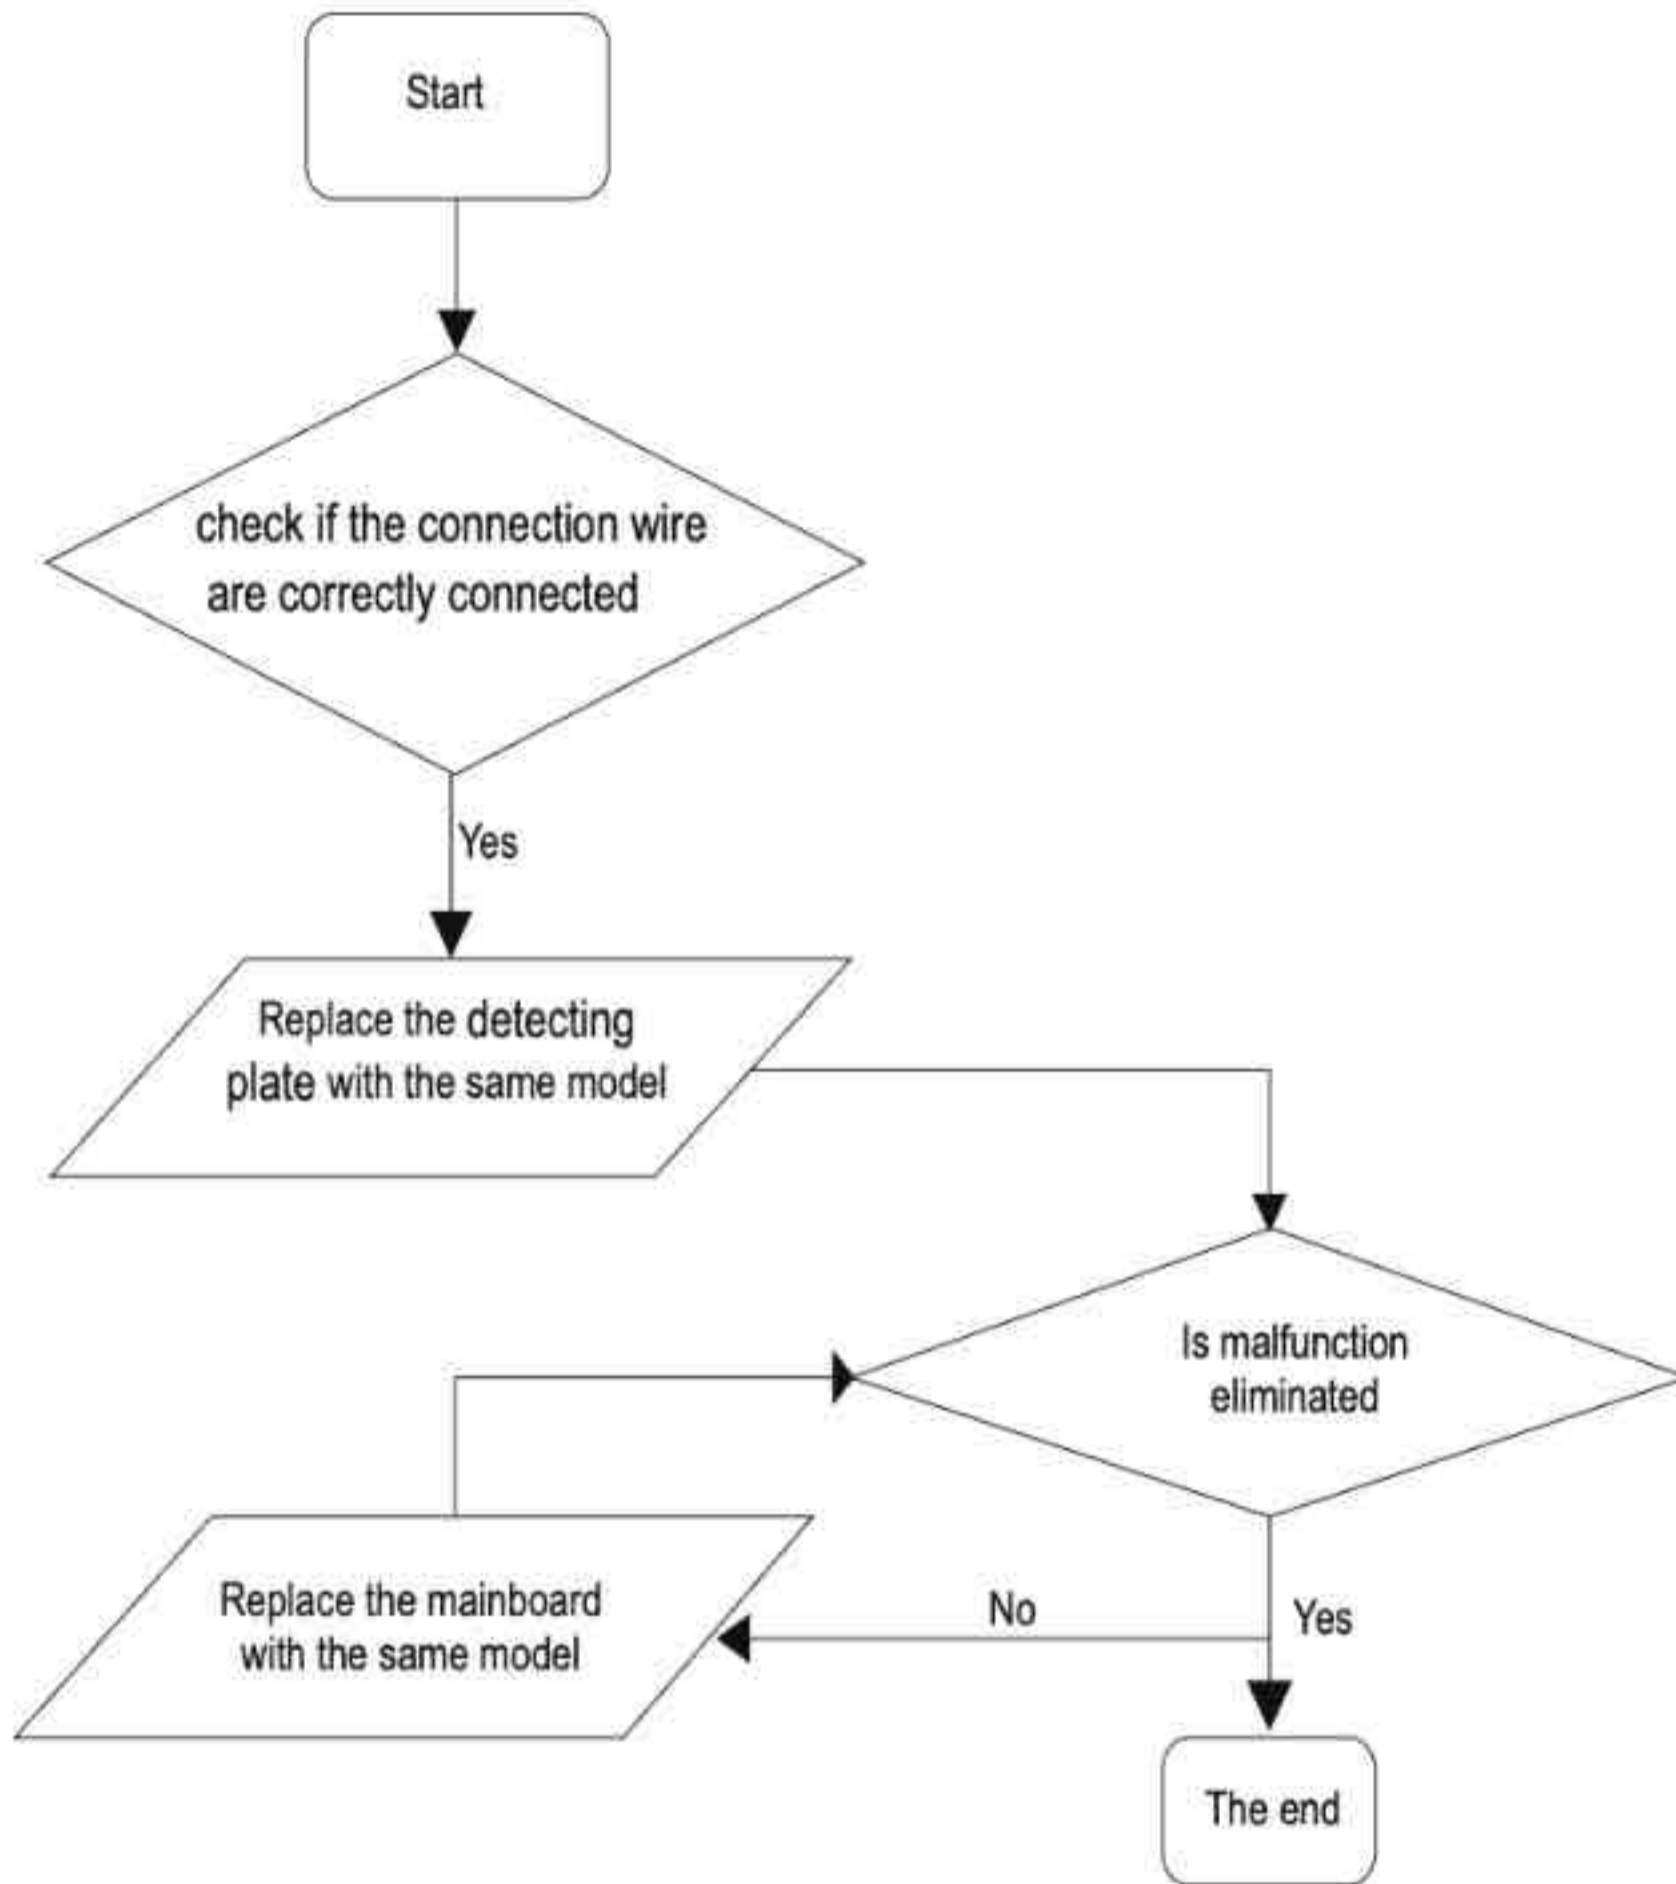 Start
check if the connection wire
are correctly connected
Yes
Replace the detecting
plate with the same model
Is malfunction
eliminated
Replace the mainboard
with the same model
No
Yes
The end